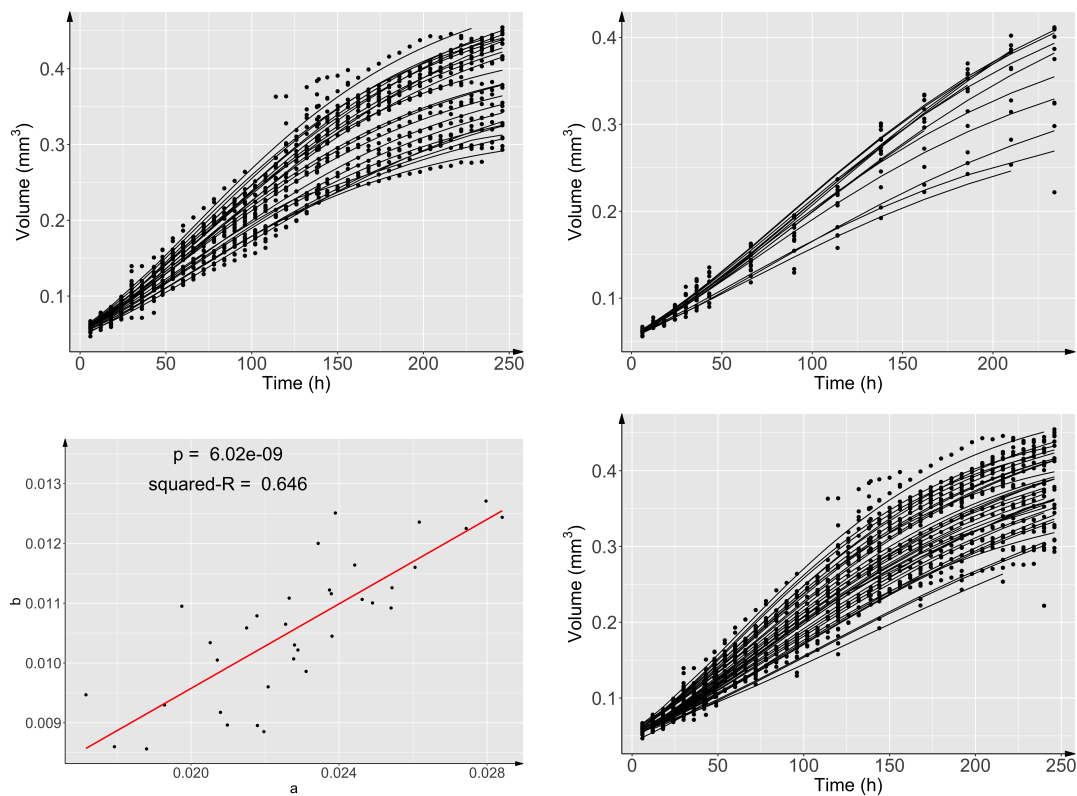 0.4
0.3
0.2
0.1
Volume (mm³)
0 50 100 150 200 250
Time (h)
0.4
0.3
0.2
0.1
Volume (mm³)
0 50 100 150 200
Time (h)
p = 6.02e-09
squared-R = 0.646
0.013
0.012
0.011
0.010
0.009
b
0.020 0.024 0.028
a
0.4
0.3
0.2
0.1
Volume (mm³)
0 50 100 150 200 250
Time (h)